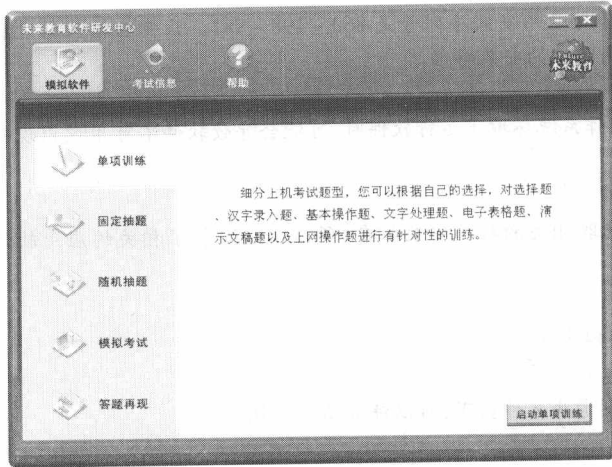 未来教育软件研发中心
模拟软件
考试信息
帮助
Future
未来教育
单项训练
固定抽题
随机抽题
模拟考试
答题再现
细分上机考试题型，您可以根据自己的选择，对选择题
、汉字录入题、基本操作题、文字处理题、电子表格题、演
示文稿题以及上网操作题进行有针对性的训练。
启动单项训练